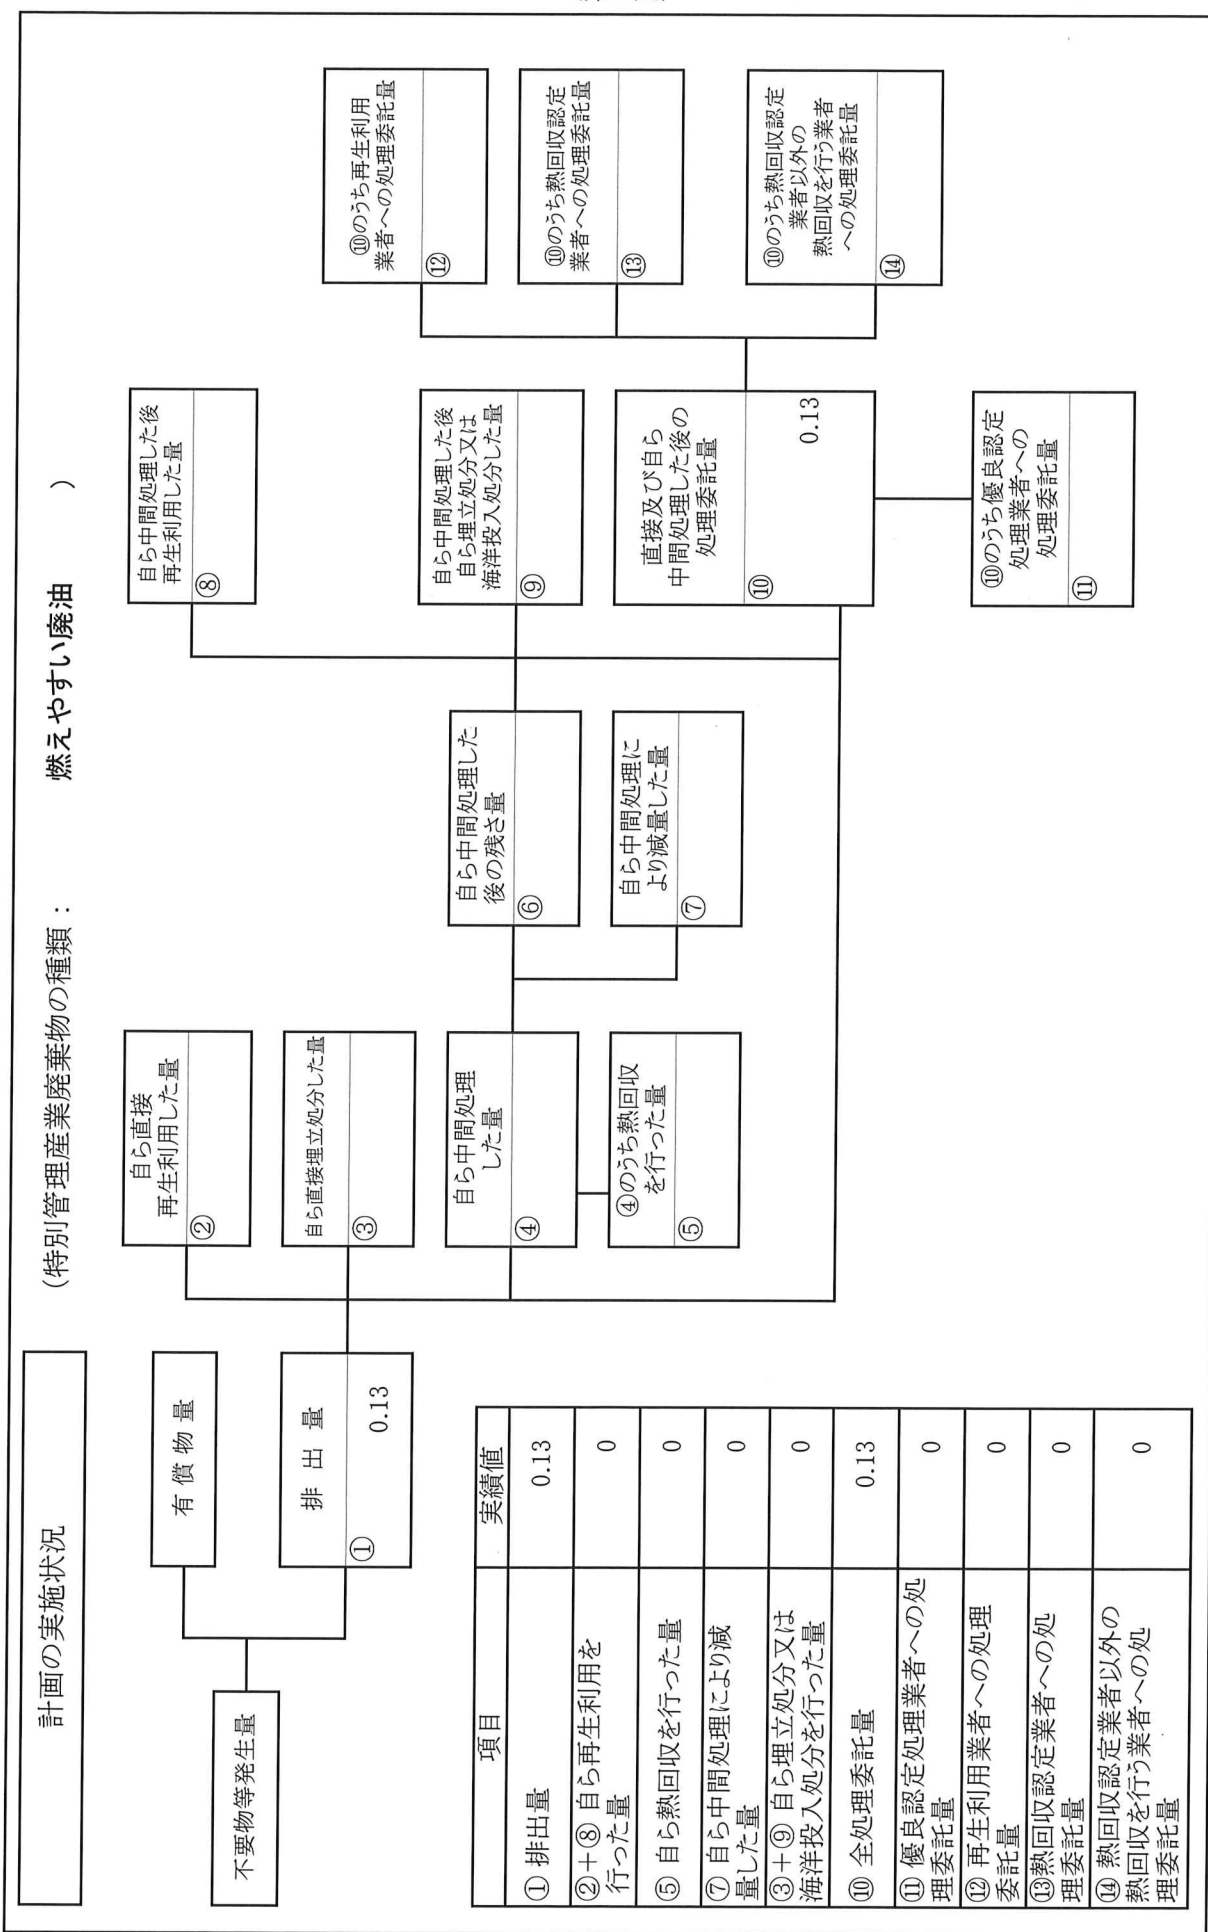 計画の実施状況
(特別管理産業廃棄物の種類： 燃えやすい廃油 )
不要物等発生量
有 償 物 量
排 出 量
① 0.13
自ら直接
再生利用した量
②
自ら直接埋立処分した量
③
自ら中間処理
した量
④
④のうち熱回収
を行った量
⑤
自ら中間処理した
後の残さ量
⑥
自ら中間処理に
より減量した量
⑦
自ら中間処理した後
再生利用した量
⑧
自ら中間処理した後
自ら埋立処分又は
海洋投入処分した量
⑨
直接及び自ら
中間処理した後の
処理委託量
⑩ 0.13
⑩のうち優良認定
処理業者への
処理委託量
⑪
⑩のうち再生利用
業者への処理委託量
⑫
⑩のうち熱回収認定
業者への処理委託量
⑬
⑩のうち熱回収認定
業者以外の
熱回収を行う業者
への処理委託量
⑭
項目 実績値
① 排出量 0.13
②＋⑧ 自ら再生利用を
行った量 0
⑤ 自ら熱回収を行った量 0
⑦ 自ら中間処理により減
量した量 0
③＋⑨ 自ら埋立処分又は
海洋投入処分を行った量 0
⑩ 全処理委託量 0.13
⑪ 優良認定処理業者への処
理委託量 0
⑫ 再生利用業者への処理
委託量 0
⑬熱回収認定業者への処
理委託量 0
⑭ 熱回収認定業者以外の
熱回収を行う業者への処
理委託量 0